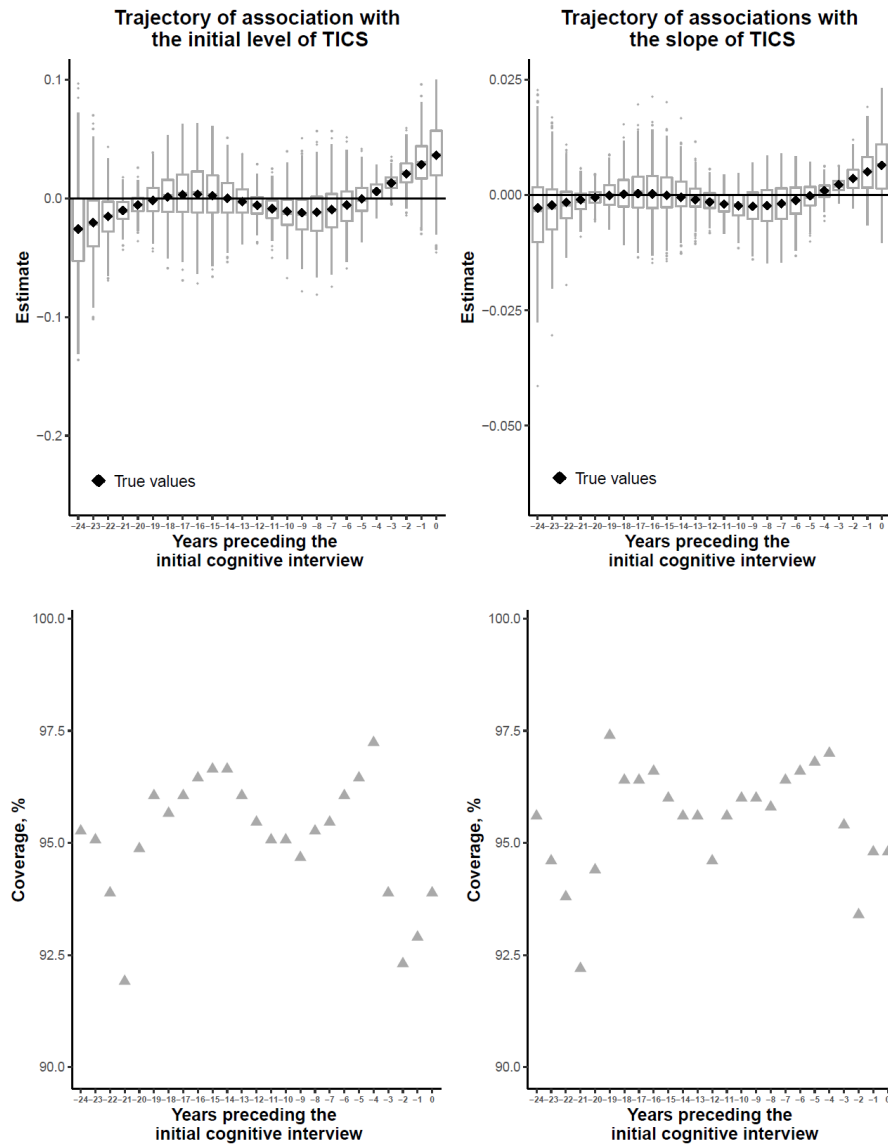 Trajectory of association with
the initial level of TICS
Trajectory of associations with
the slope of TICS
Estimate
0.1
0.0
−0.1
−0.2
True values
−24 −23 −22 −21 −20 −19 −18 −17 −16 −15 −14 −13 −12 −11 −10 −9 −8 −7 −6 −5 −4 −3 −2 −1 0
Years preceding the
initial cognitive interview
Estimate
0.025
0.000
−0.025
−0.050
True values
−24 −23 −22 −21 −20 −19 −18 −17 −16 −15 −14 −13 −12 −11 −10 −9 −8 −7 −6 −5 −4 −3 −2 −1 0
Years preceding the
initial cognitive interview
Coverage, %
100.0
97.5
95.0
92.5
90.0
−24 −23 −22 −21 −20 −19 −18 −17 −16 −15 −14 −13 −12 −11 −10 −9 −8 −7 −6 −5 −4 −3 −2 −1 0
Years preceding the
initial cognitive interview
Coverage, %
100.0
97.5
95.0
92.5
90.0
−24 −23 −22 −21 −20 −19 −18 −17 −16 −15 −14 −13 −12 −11 −10 −9 −8 −7 −6 −5 −4 −3 −2 −1 0
Years preceding the
initial cognitive interview